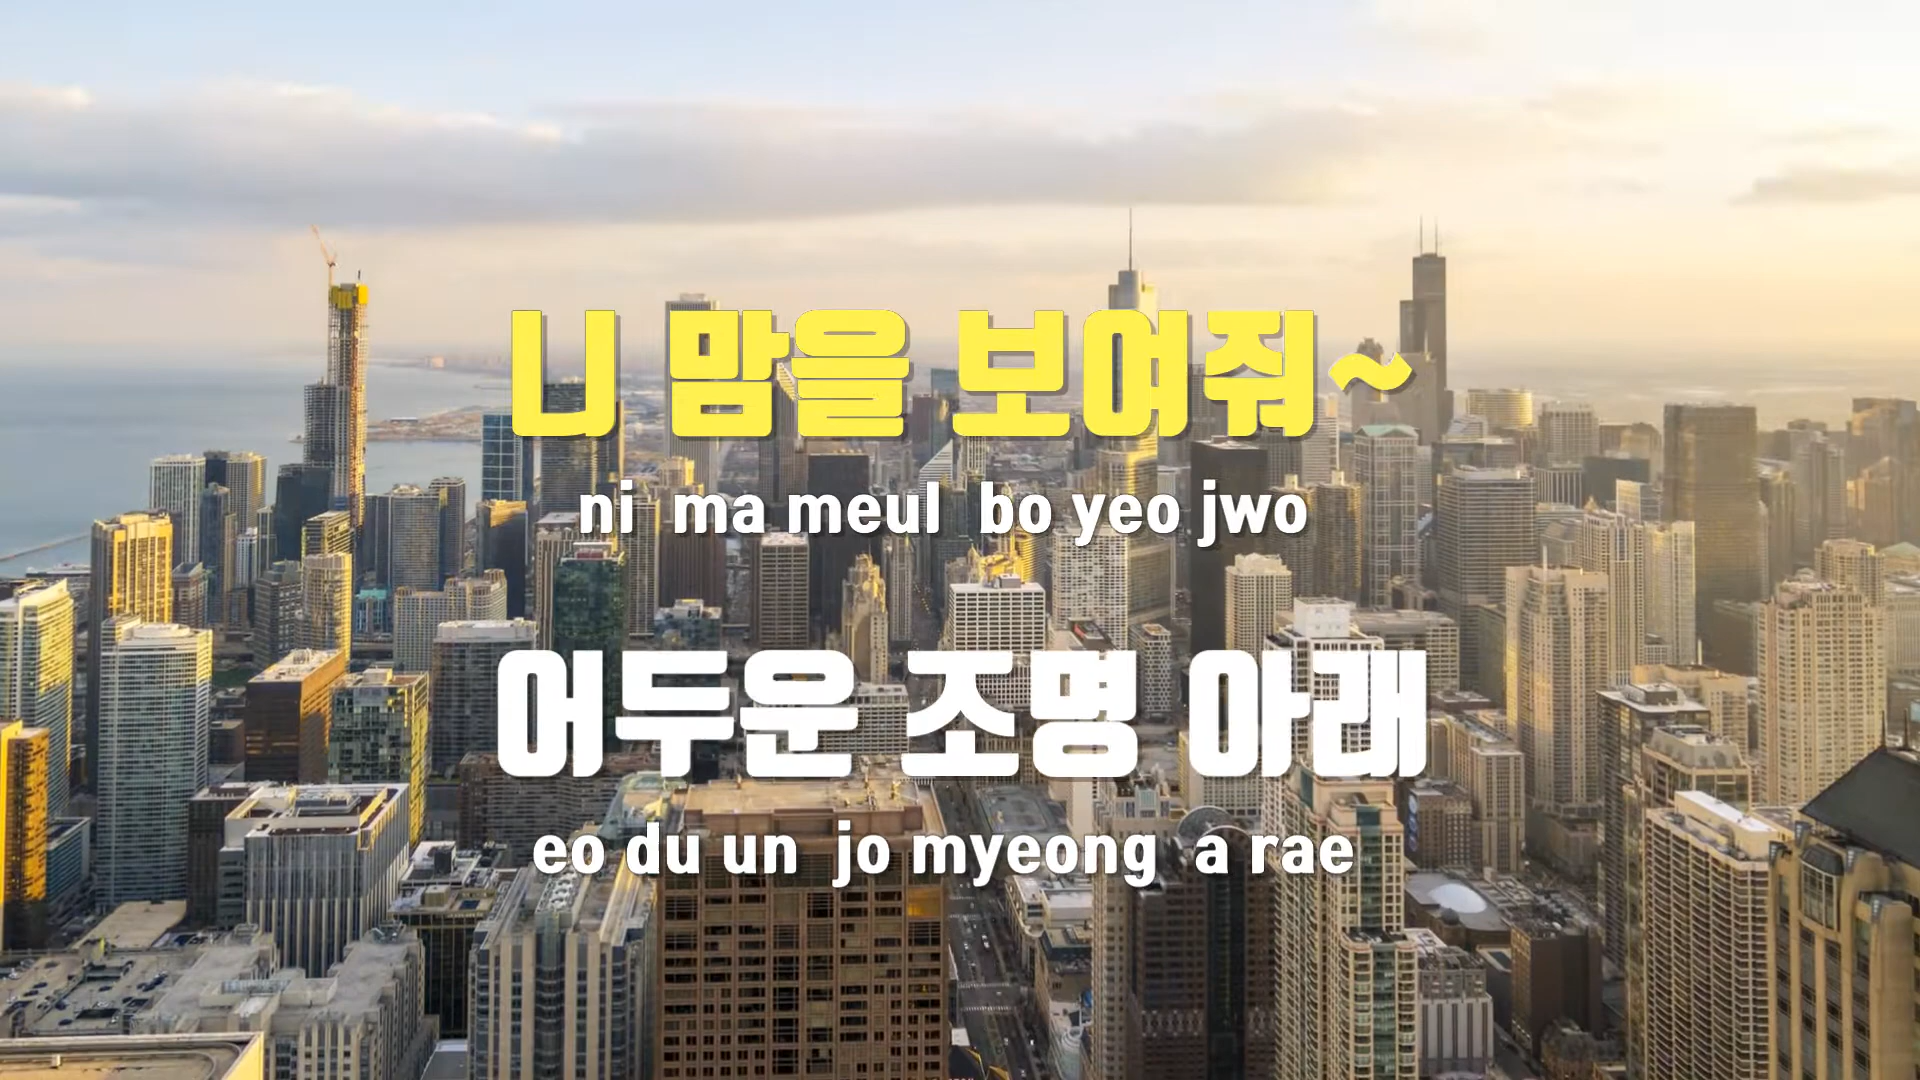 니 맘을 보여줘~
ni ma meul bo yeo jwo
어두운 조명 아래
eo du un jo myeong a rae